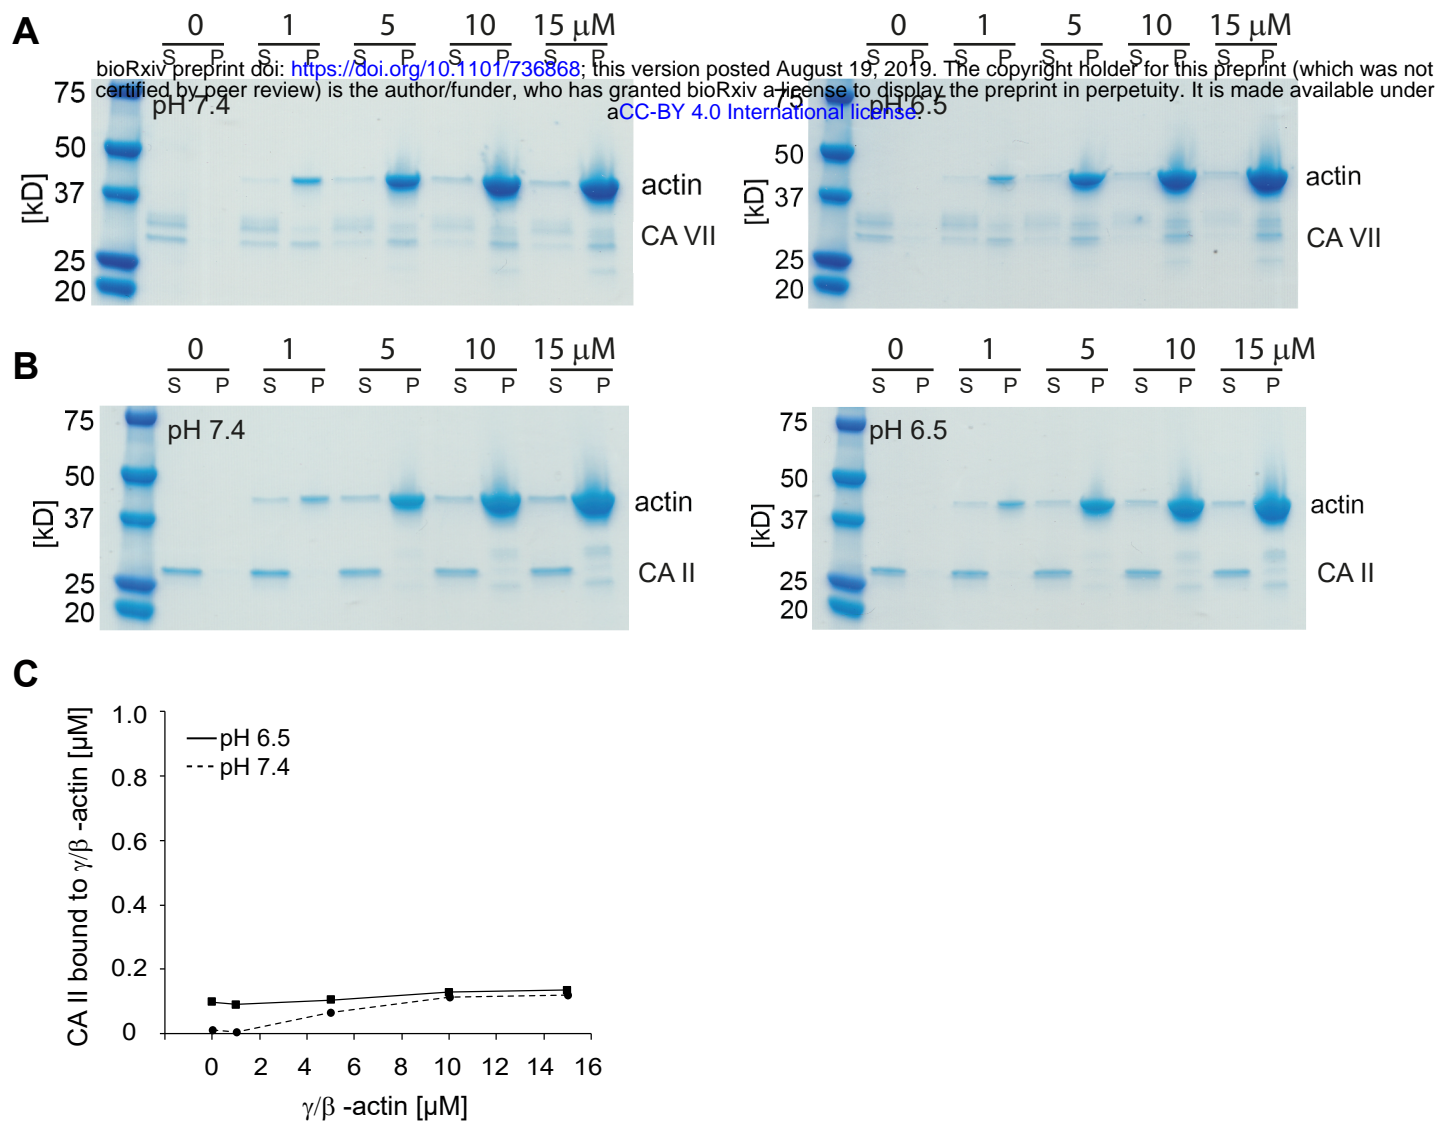 A
0 1 5 10 15 μM
S P S P S P S P S P
0 1 5 10 15 μM
S P S P S P S P S P
bioRxiv preprint doi: https://doi.org/10.1101/736868; this version posted August 19, 2019. The copyright holder for this preprint (which was not
certified by peer review) is the author/funder, who has granted bioRxiv a license to display the preprint in perpetuity. It is made available under
aCC-BY 4.0 International license.
[kD]
75
50
37
25
20
pH 7.4
actin
CA VII
[kD]
75
50
37
25
20
pH 6.5
actin
CA VII
B
0 1 5 10 15 μM
S P S P S P S P S P
[kD]
75
50
37
25
20
pH 7.4
actin
CA II
0 1 5 10 15 μM
S P S P S P S P S P
[kD]
75
50
37
25
20
pH 6.5
actin
CA II
C
CA II bound to γ/β -actin [µM]
1.0
0.8
0.6
0.4
0.2
0
pH 6.5
pH 7.4
0 2 4 6 8 10 12 14 16
γ/β -actin [µM]